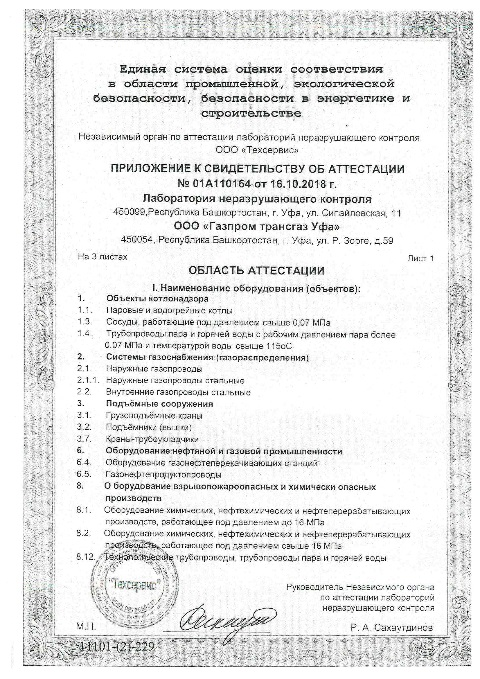 Единая система оценки соответствия
в области промышленной, экологической
безопасности, безопасности в энергетике и
строительстве
Независимый орган по аттестации лабораторий неразрушающего контроля
ООО «Техсервис»
ПРИЛОЖЕНИЕ К СВИДЕТЕЛЬСТВУ ОБ АТТЕСТАЦИИ
№ 01А110164 от 16.10.2018 г.
Лаборатория неразрушающего контроля
450099,Республика Башкортостан, г. Уфа, ул. Сипайловская, 11
ООО «Газпром трансгаз Уфа»
450054, Республика Башкортостан, г. Уфа, ул. Р. Зорге, д.59
На 3 листах Лист 1
ОБЛАСТЬ АТТЕСТАЦИИ
I. Наименование оборудования (объектов):
1. Объекты котлонадзора
1.1. Паровые и водогрейные котлы
1.3. Сосуды, работающие под давлением свыше 0,07 МПа
1.4. Трубопроводы пара и горячей воды с рабочим давлением пара более
0,07 МПа и температурой воды свыше 115оС
2. Системы газоснабжения (газораспределения)
2.1. Наружные газопроводы
2.1.1. Наружные газопроводы стальные
2.2. Внутренние газопроводы стальные
3. Подъёмные сооружения
3.1. Грузоподъёмные краны
3.2. Подъёмники (вышки)
3.7. Краны-трубоукладчики
6. Оборудование нефтяной и газовой промышленности
6.4. Оборудование газонефтеперекачивающих станций
6.5. Газонефтепродуктопроводы
8. О борудование взрывопожароопасных и химически опасных
производств
8.1. Оборудование химических, нефтехимических и нефтеперерабатывающих
производств, работающее под давлением до 16 МПа
8.2. Оборудование химических, нефтехимических и нефтеперерабатывающих
производств, работающее под давлением свыше 16 МПа
8.12. Технологические трубопроводы, трубопроводы пара и горячей воды
"Техсервис"
Руководитель Независимого органа
по аттестации лабораторий
неразрушающего контроля
М.П. Р. А. Сахаутдинов
11101-(2)-229